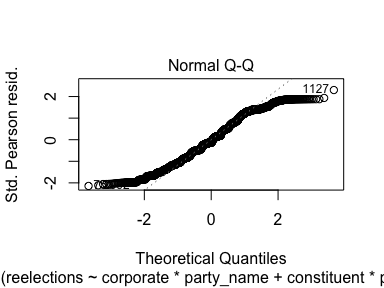 Normal Q-Q
Std. Pearson resid.
2
0
-2
1127
-2
0
2
Theoretical Quantiles
(reelections ~ corporate * party_name + constituent * p